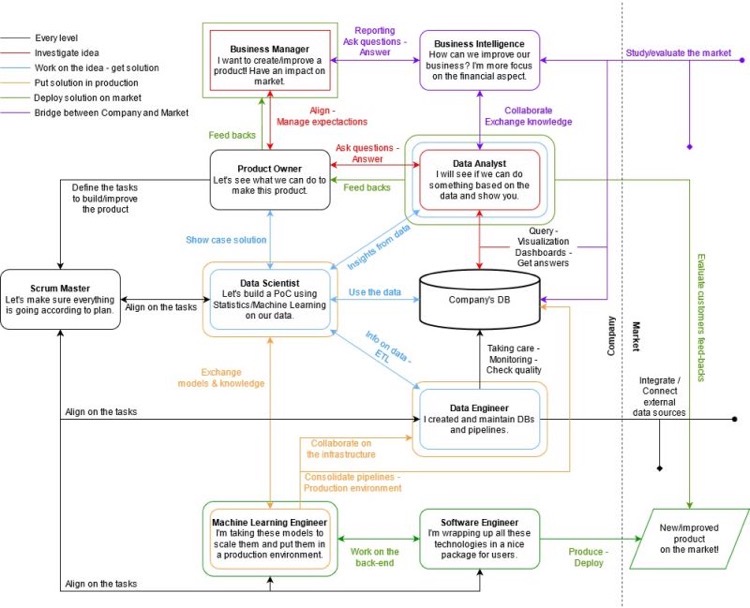 Every level
Investigate idea
Work on the idea - get solution
Put solution in production
Deploy solution on market
Bridge between Company and Market
Business Manager
I want to create/improve a
product! Have an impact on
market.
Reporting
Ask questions -
Answer
Business Intelligence
How can we improve our
business? I'm more focus
on the financial aspect.
Study/evaluate the market
Feed backs
Align -
Manage expectactions
Collaborate
Exchange knowledge
Product Owner
Let's see what we can do to
make this product.
Ask questions -
Answer
Feed backs
Data Analyst
I will see if we can do
something based on the
data and show you.
Define the tasks
to build/improve
the product
Show case solution
Insights from data
Query -
Visualization
Dashboards -
Get answers
Evaluate customers feed-backs
Scrum Master
Let's make sure everything
is going according to plan.
Align on the tasks
Data Scientist
Let's build a PoC using
Statistics/Machine Learning
on our data.
Use the data
Company's DB
Company
Market
Info on data -
ETL
Taking care -
Monitoring -
Check quality
Exchange
models & knowledge
Integrate /
Connect
external
data sources
Align on the tasks
Data Engineer
I created and maintain DBs
and pipelines.
Collaborate on
the infrastructure
Consolidate pipelines -
Production environment
Machine Learning Engineer
I'm taking these models to
scale them and put them in
a production environment.
Work on the
back-end
Software Engineer
I'm wrapping up all these
technologies in a nice
package for users.
Produce -
Deploy
New/improved
product
on the market!
Align on the tasks